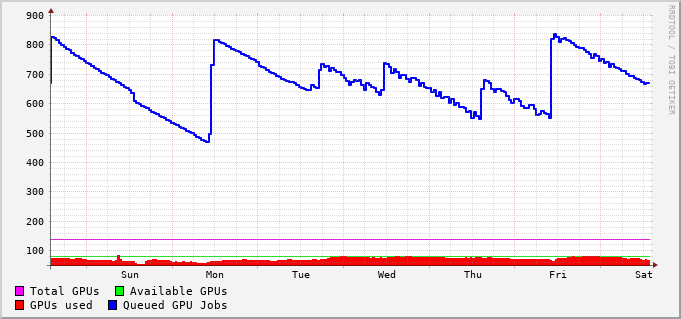 900
800
700
600
500
400
300
200
100
Sun Mon Tue Wed Thu Fri Sat
Total GPUs Available GPUs
GPUs used Queued GPU Jobs
RRDTOOL / TOBI OETIKER